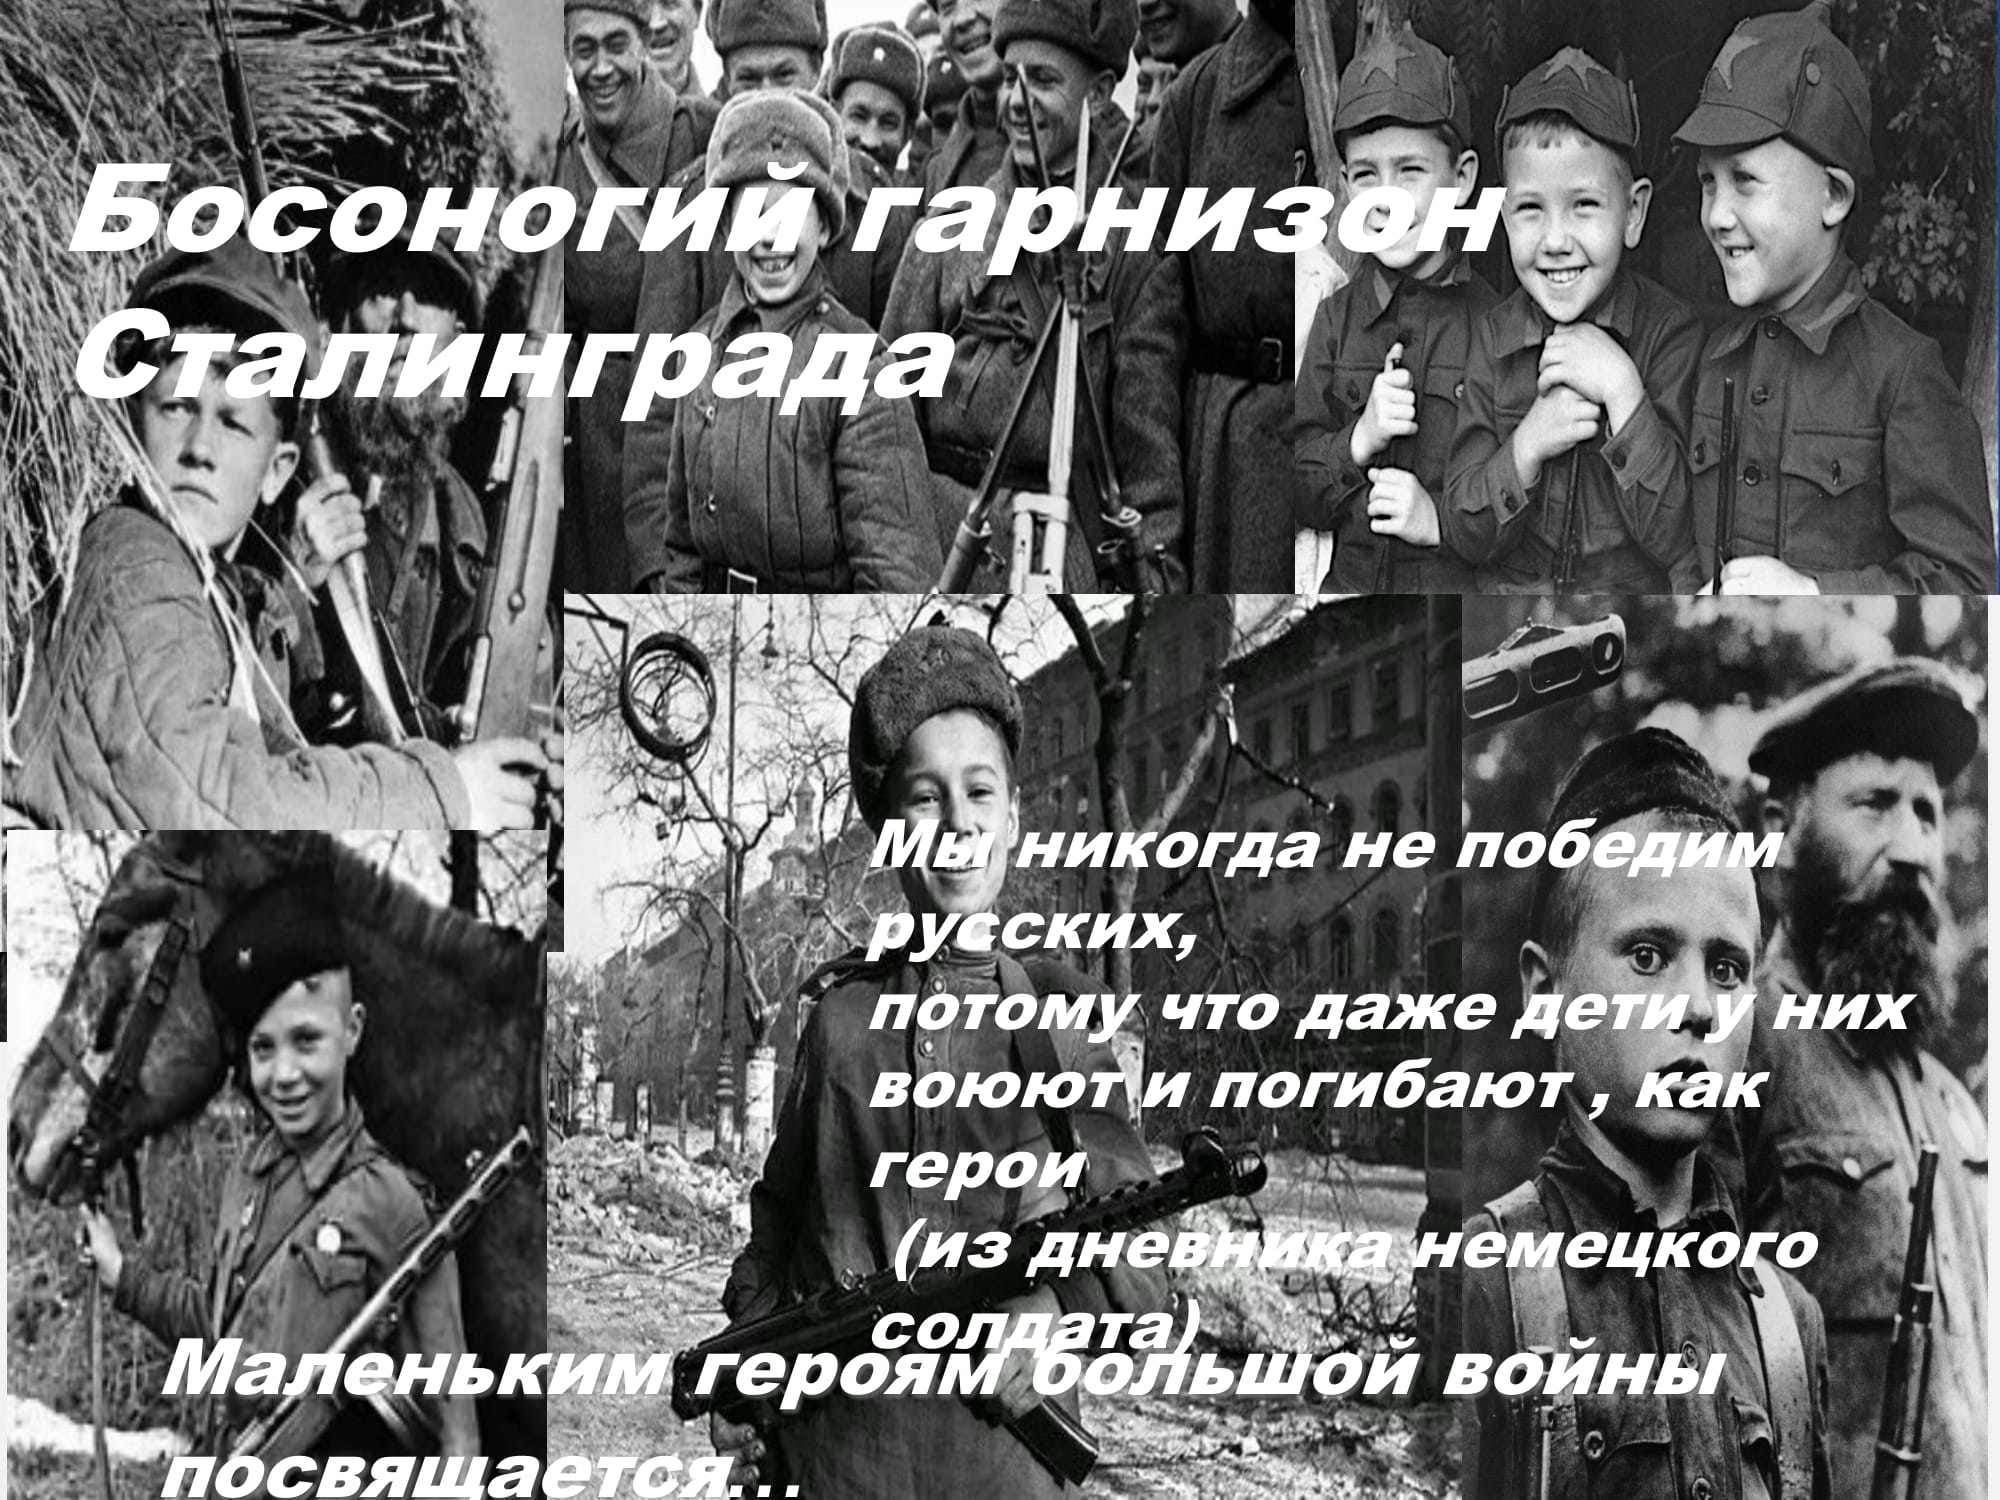 Босоногий гарнизон
Сталинграда
Мы никогда не победим
русских,
потому что даже дети у них
воюют и погибают , как
герои
(из дневника немецкого
солдата)
Маленьким героям большой войны
посвящается…